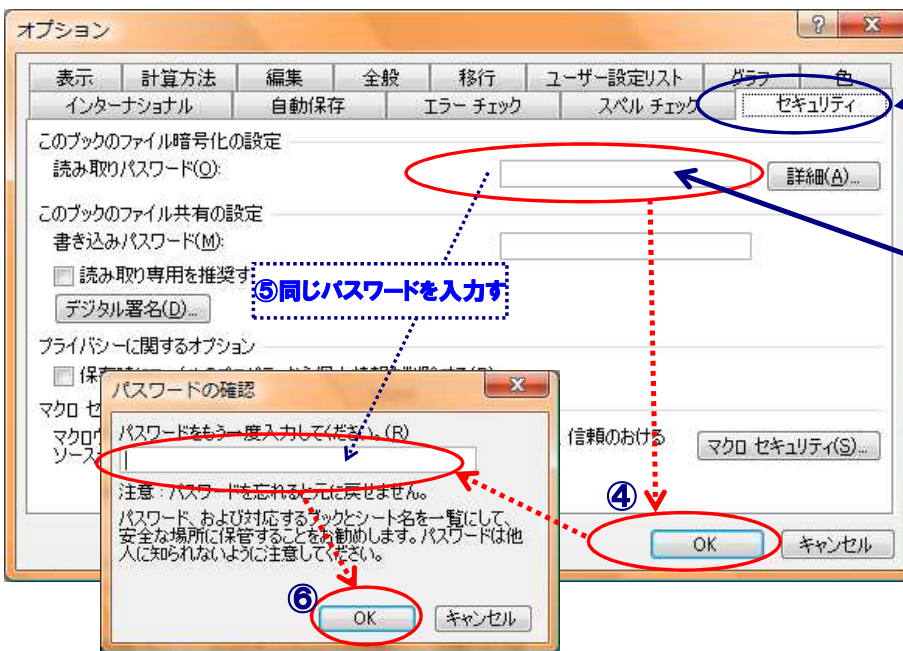 オプション
表示 計算方法 編集 全般 移行 ユーザー設定リスト グラフ 色
インターナショナル 自動保存 エラー チェック スペル チェック セキュリティ
このブックのファイル暗号化の設定
読み取りパスワード(O):
詳細(A)...
このブックのファイル共有の設定
書き込みパスワード(M):
読み取り専用を推奨す
⑤同じパスワードを入力す
デジタル署名(D)...
プライバシーに関するオプション
保存
パスワードの確認
マクロ セ
マクロウ
ソース
パスワードをもう一度入力してください。(R)
信頼のおける
マクロ セキュリティ(S)...
注意：パスワードを忘れると元に戻せません。
パスワード、および対応するブックとシート名を一覧にして、
安全な場所に保管することをお勧めします。パスワードは他
人に知られないように注意してください。
④
OK キャンセル
⑥
OK キャンセル